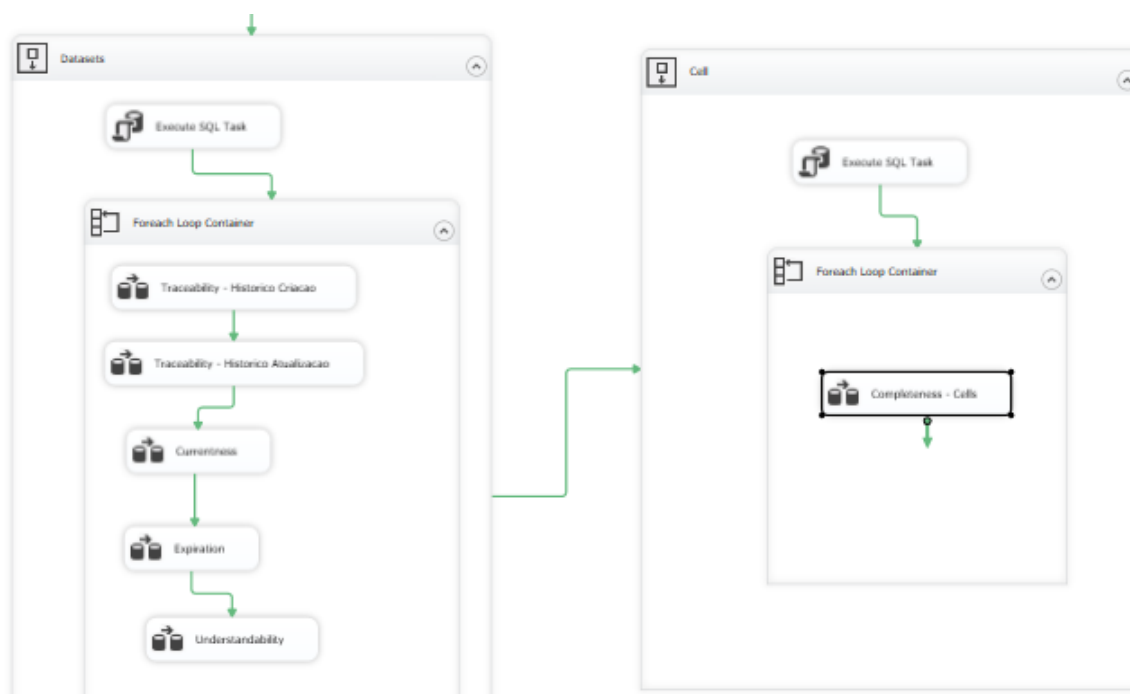 Datasets
Execute SQL Task
Foreach Loop Container
Traceability - Historico Criacao
Traceability - Historico Atualizacao
Currentness
Expiration
Understandability
Cell
Execute SQL Task
Foreach Loop Container
Completeness - Cells